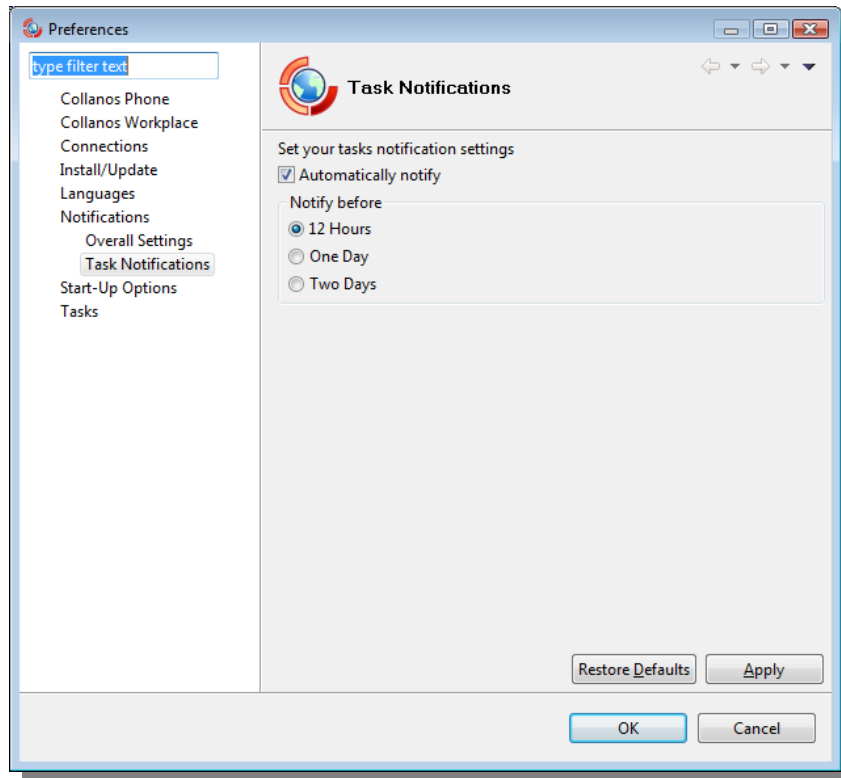 Preferences
type filter text
Collanos Phone
Collanos Workplace
Connections
Install/Update
Languages
Notifications
Overall Settings
Task Notifications
Start-Up Options
Tasks
Task Notifications
Set your tasks notification settings
Automatically notify
Notify before
12 Hours
One Day
Two Days
Restore Defaults
Apply
OK
Cancel